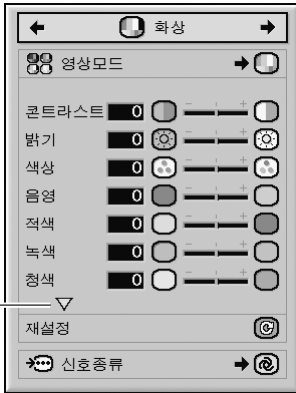 화상
영상모드
콘트라스트 0
밝기 0
색상 0
음영 0
적색 0
녹색 0
청색 0
재설정
신호종류